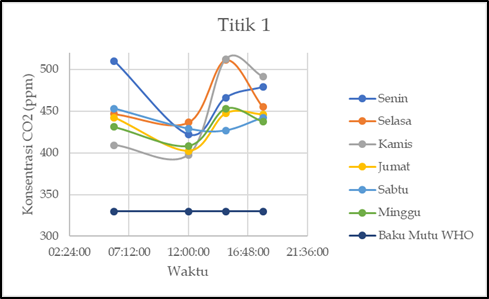 Titik 1
Konsentrasi CO2 (ppm)
500
450
400
350
300
02:24:00 07:12:00 12:00:00 16:48:00 21:36:00
Waktu
Senin
Selasa
Kamis
Jumat
Sabtu
Minggu
Baku Mutu WHO